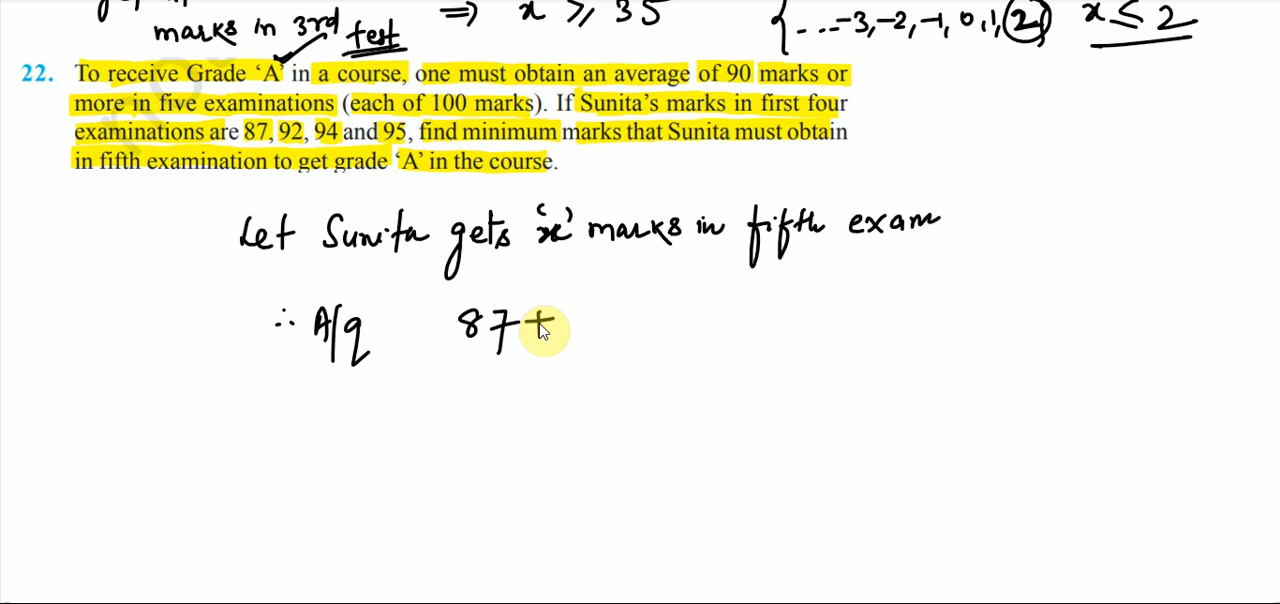 marks in 3rd test
⇒ x ≥ 35
{...-3,-2,-1,0,1,2} x ≤ 2
22. To receive Grade ‘A’ in a course, one must obtain an average of 90 marks or
more in five examinations (each of 100 marks). If Sunita’s marks in first four
examinations are 87, 92, 94 and 95, find minimum marks that Sunita must obtain
in fifth examination to get grade ‘A’ in the course.
Let Sunita gets ‘x’ marks in fifth exam
∴ A/q 87+